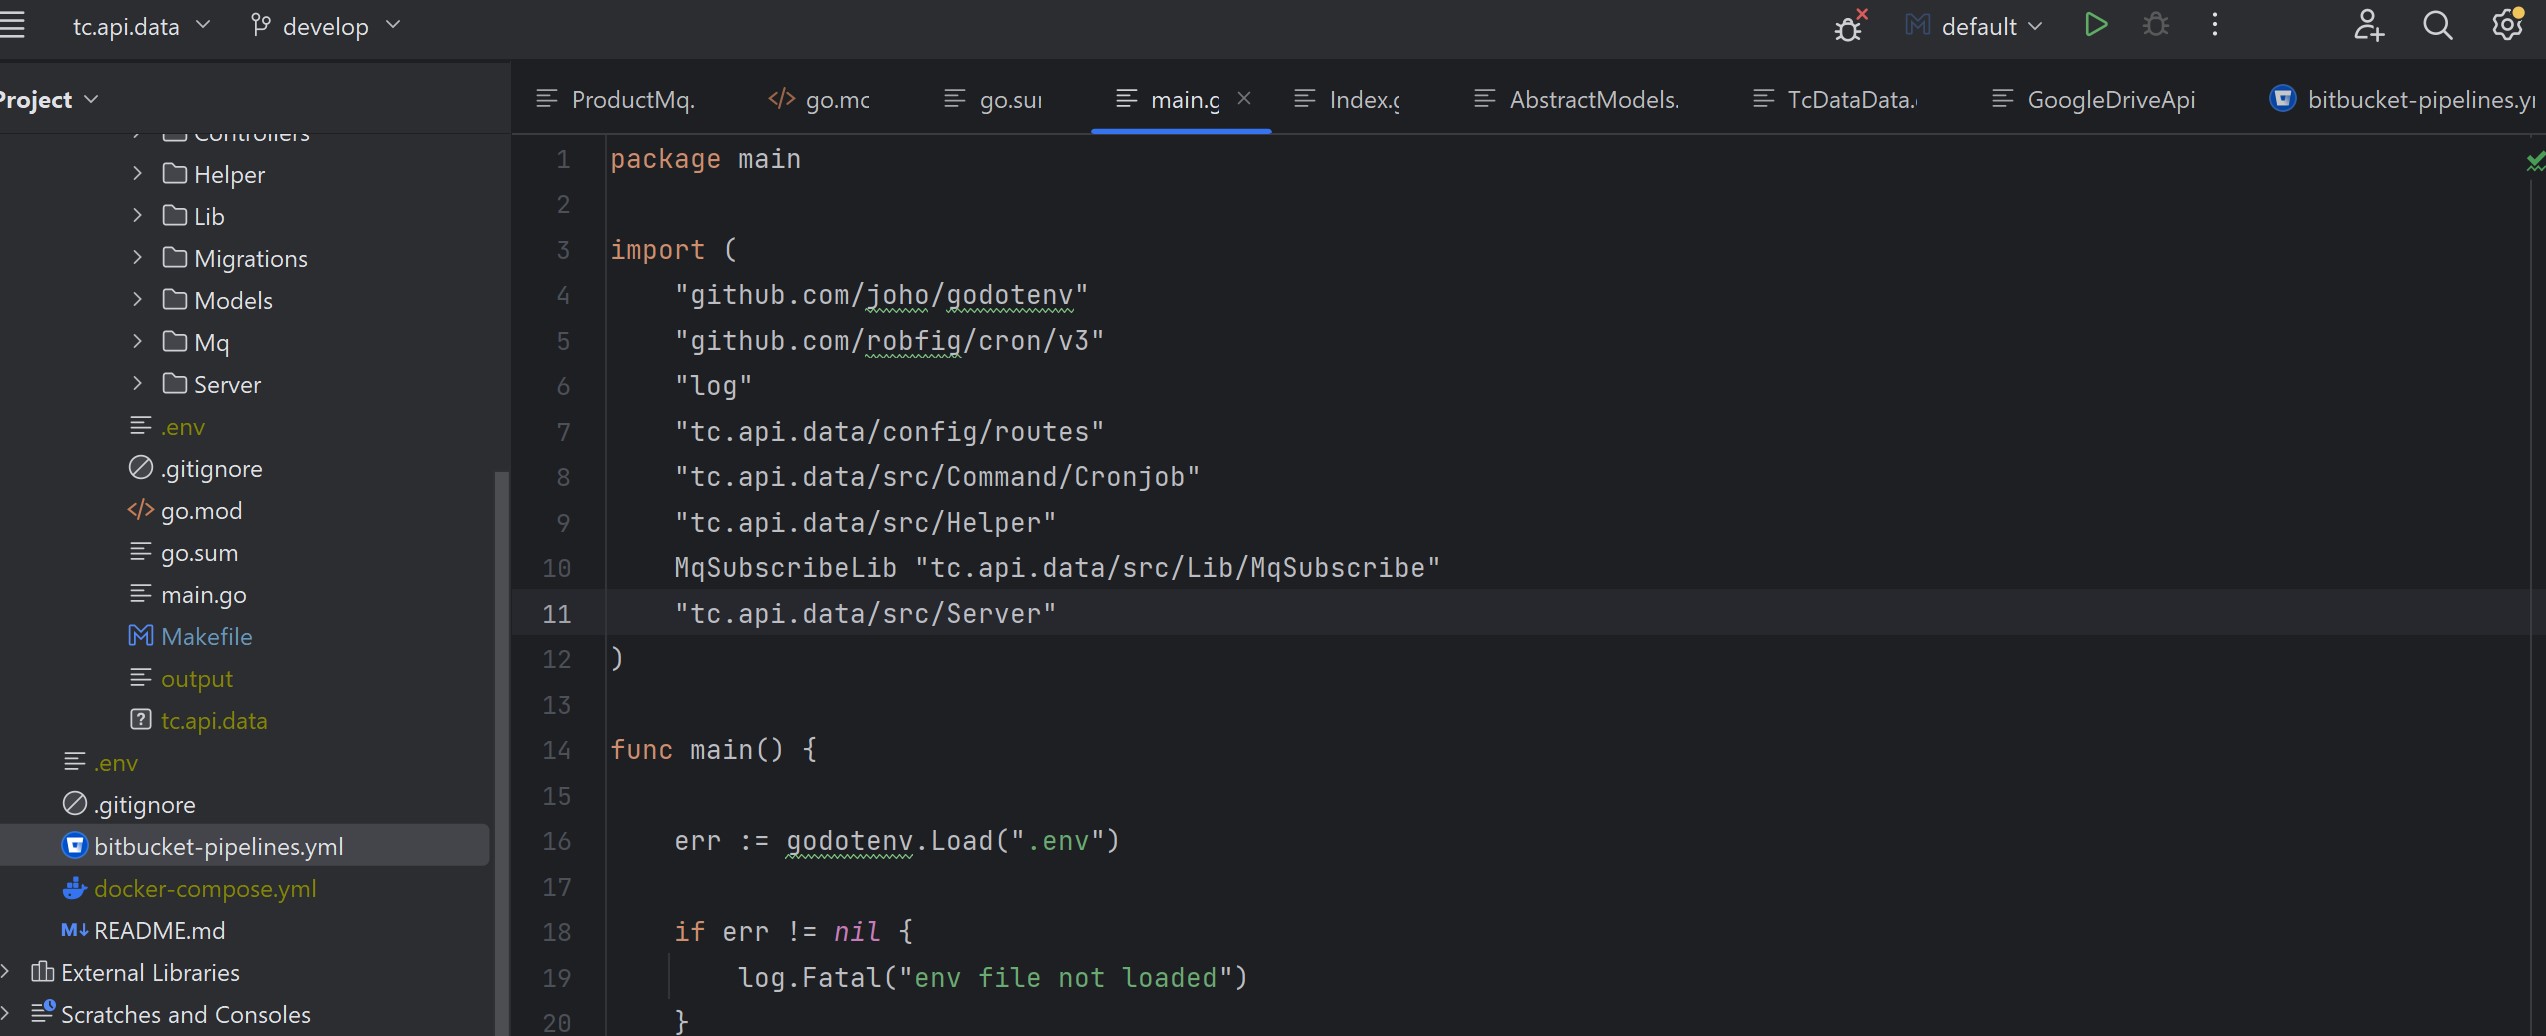 tc.api.data
develop
default
Project
ProductMq.
go.mc
go.sur
main.g
Index.g
AbstractModels.
TcDataData.
GoogleDriveApi
bitbucket-pipelines.yr
Controllers
Helper
Lib
Migrations
Models
Mq
Server
.env
.gitignore
go.mod
go.sum
main.go
Makefile
output
tc.api.data
.env
.gitignore
bitbucket-pipelines.yml
docker-compose.yml
README.md
External Libraries
Scratches and Consoles
1 package main
2
3 import (
4 "github.com/joho/godotenv"
5 "github.com/robfig/cron/v3"
6 "log"
7 "tc.api.data/config/routes"
8 "tc.api.data/src/Command/Cronjob"
9 "tc.api.data/src/Helper"
10 MqSubscribeLib "tc.api.data/src/Lib/MqSubscribe"
11 "tc.api.data/src/Server"
12 )
13
14 func main() {
15
16 err := godotenv.Load(".env")
17
18 if err != nil {
19 log.Fatal("env file not loaded")
20 }